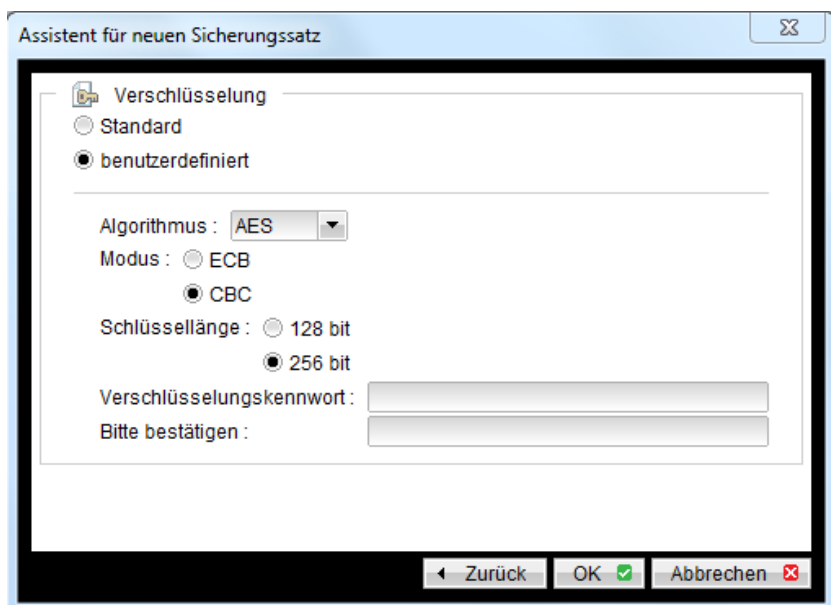 Assistent für neuen Sicherungssatz
Verschlüsselung
Standard
benutzerdefiniert
Algorithmus : AES
Modus : ECB
CBC
Schlüssellänge : 128 bit
256 bit
Verschlüsselungskennwort :
Bitte bestätigen :
Zurück OK Abbrechen